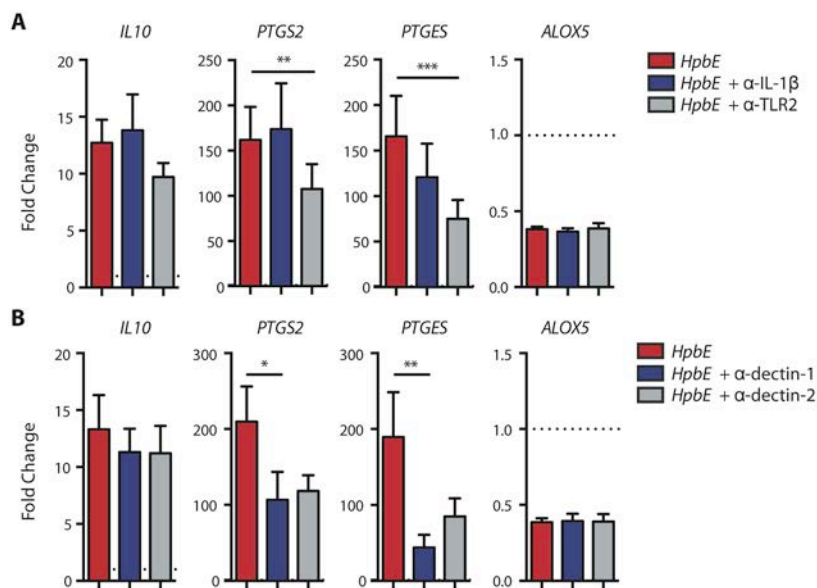 A
IL10
PTGS2
PTGES
ALOX5
Fold Change
20
15
10
5
0
250
200
150
100
50
0
**
250
200
150
100
50
0
***
1.5
1.0
0.5
0.0
HpbE
HpbE + α-IL-1β
HpbE + α-TLR2
B
IL10
PTGS2
PTGES
ALOX5
Fold Change
20
15
10
5
0
300
200
100
0
*
300
200
100
0
**
1.5
1.0
0.5
0.0
HpbE
HpbE + α-dectin-1
HpbE + α-dectin-2